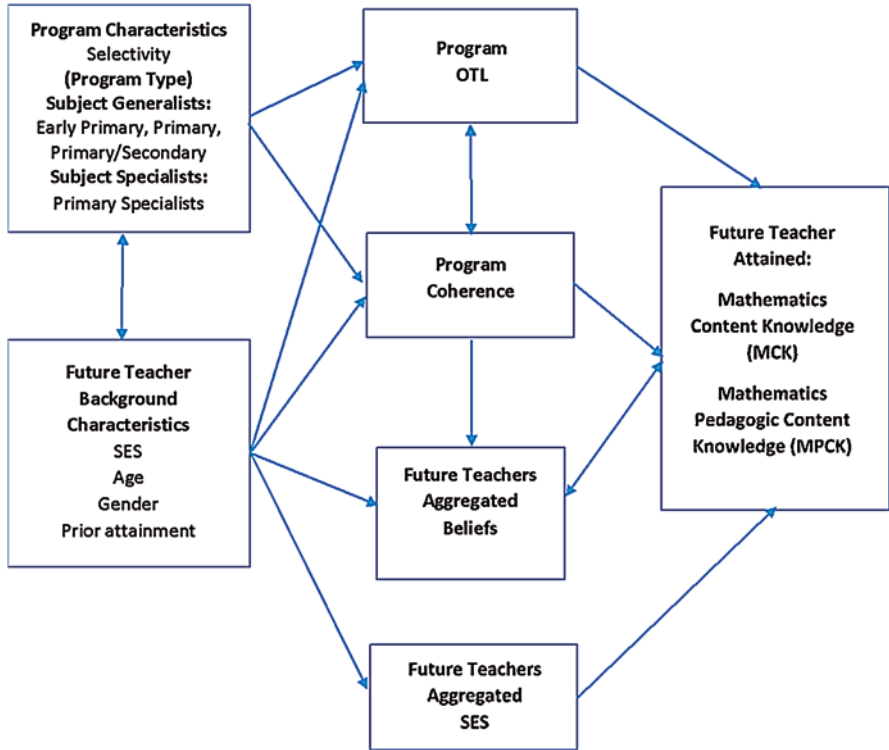 Program Characteristics
Selectivity
(Program Type)
Subject Generalists:
Early Primary, Primary,
Primary/Secondary
Subject Specialists:
Primary Specialists
Future Teacher
Background
Characteristics
SES
Age
Gender
Prior attainment
Program
OTL
Program
Coherence
Future Teachers
Aggregated
Beliefs
Future Teachers
Aggregated
SES
Future Teacher
Attained:
Mathematics
Content Knowledge
(MCK)
Mathematics
Pedagogic Content
Knowledge (MPCK)